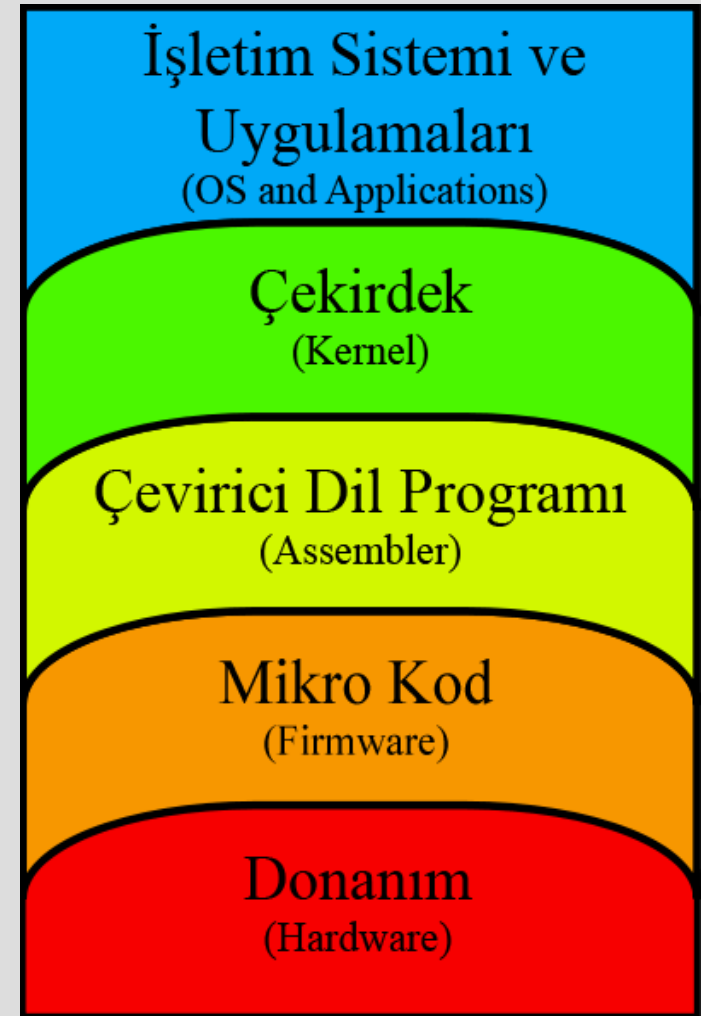 İşletim Sistemi ve
Uygulamaları
(OS and Applications)
Çekirdek
(Kernel)
Çevirici Dil Programı
(Assembler)
Mikro Kod
(Firmware)
Donanım
(Hardware)